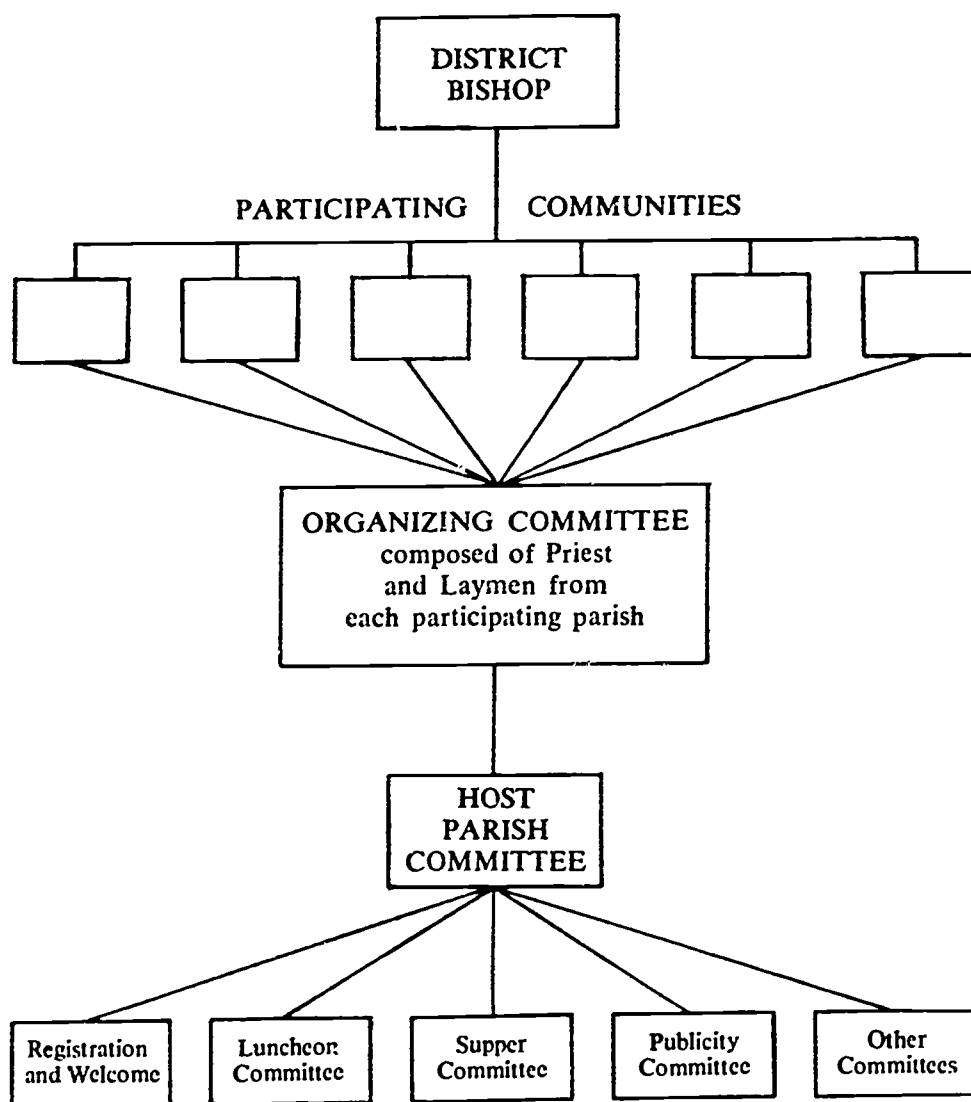 DISTRICT
BISHOP
PARTICIPATING COMMUNITIES
ORGANIZING COMMITTEE
composed of Priest
and Laymen from
each participating parish
HOST
PARISH
COMMITTEE
Registration
and Welcome
Luncheon
Committee
Supper
Committee
Publicity
Committee
Other
Committees